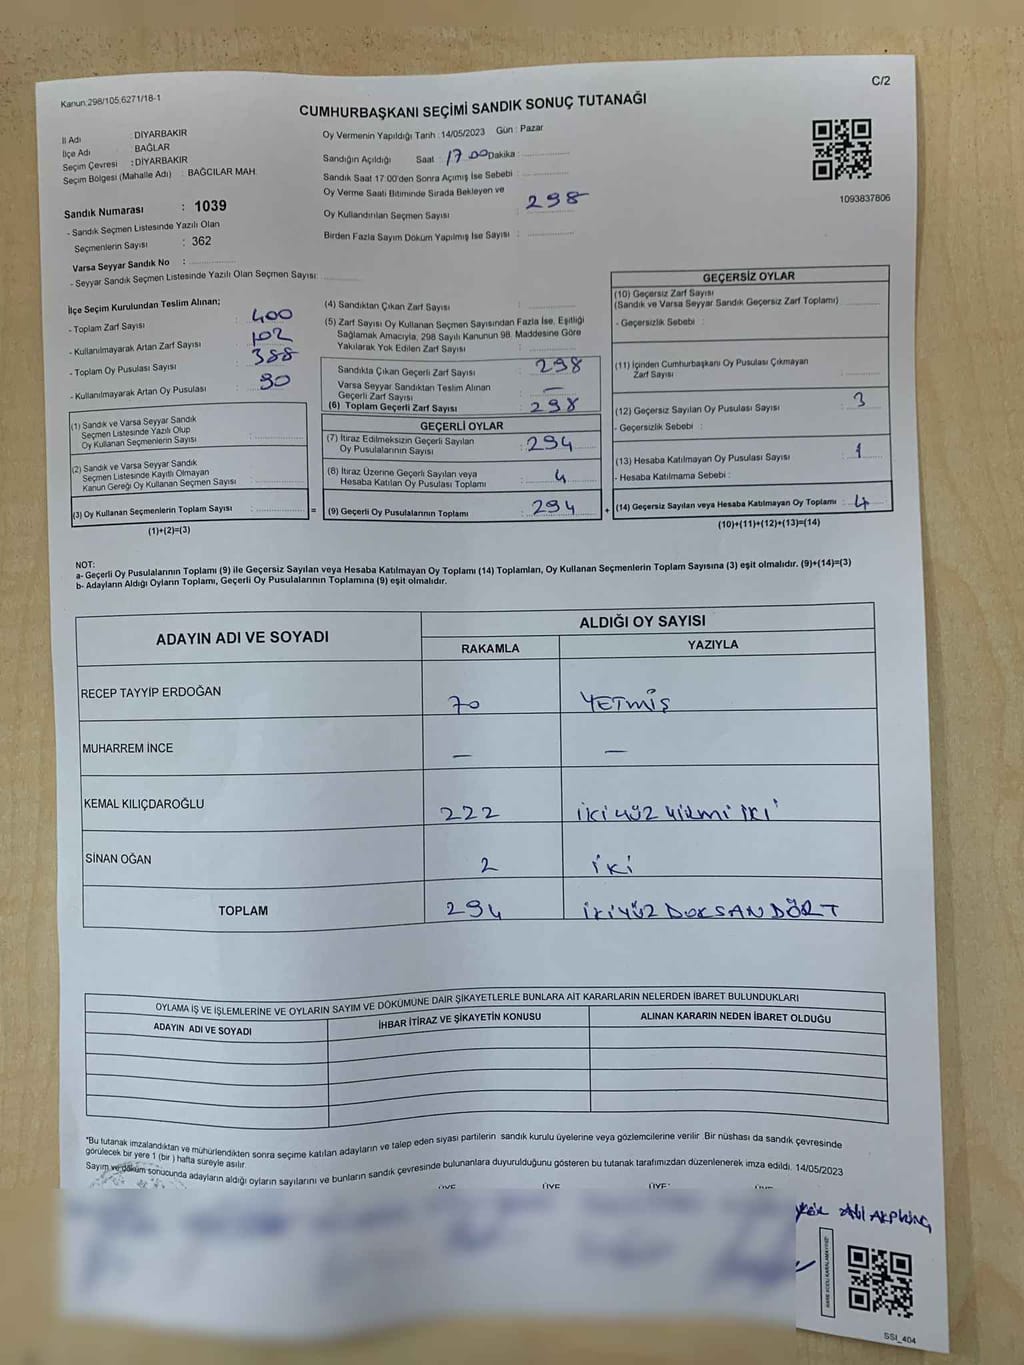 Kanun:298/105,6271/18-1
C/2
CUMHURBAŞKANI SEÇİMİ SANDIK SONUÇ TUTANAĞI
İl Adı : DİYARBAKIR
İlçe Adı : BAĞLAR
Seçim Çevresi : DİYARBAKIR
Seçim Bölgesi (Mahalle Adı) : BAĞCILAR MAH.
Sandık Numarası : 1039
- Sandık Seçmen Listesinde Yazılı Olan
Seçmenlerin Sayısı : 362
Varsa Seyyar Sandık No :
- Seyyar Sandık Seçmen Listesinde Yazılı Olan Seçmen Sayısı:
Oy Vermenin Yapıldığı Tarih : 14/05/2023 Gün : Pazar
Sandığın Açıldığı Saat : 17 00 Dakika :
Sandık Saat 17:00'den Sonra Açımış İse Sebebi :
Oy Verme Saati Bitiminde Sırada Bekleyen ve
Oy Kullandırılan Seçmen Sayısı : 298
Birden Fazla Sayım Döküm Yapılmış İse Sayısı :
1093837806
İlçe Seçim Kurulundan Teslim Alınan;
- Toplam Zarf Sayısı : 400
- Kullanılmayarak Artan Zarf Sayısı : 102
- Toplam Oy Pusulası Sayısı : 388
- Kullanılmayarak Artan Oy Pusulası : 90
(1) Sandık ve Varsa Seyyar Sandık
Seçmen Listesinde Yazılı Olup
Oy Kullanan Seçmenlerin Sayısı :
(2) Sandık ve Varsa Seyyar Sandık
Seçmen Listesinde Kayıtlı Olmayan
Kanun Gereği Oy Kullanan Seçmen Sayısı :
(3) Oy Kullanan Seçmenlerin Toplam Sayısı : =
(1)+(2)=(3)
(4) Sandıktan Çıkan Zarf Sayısı :
(5) Zarf Sayısı Oy Kullanan Seçmen Sayısından Fazla İse, Eşitliği
Sağlamak Amacıyla, 298 Sayılı Kanunun 98. Maddesine Göre
Yakılarak Yok Edilen Zarf Sayısı :
Sandıkta Çıkan Geçerli Zarf Sayısı : 298
Varsa Seyyar Sandıktan Teslim Alınan
Geçerli Zarf Sayısı : —
(6) Toplam Geçerli Zarf Sayısı : 298
GEÇERLİ OYLAR
(7) İtiraz Edilmeksizin Geçerli Sayılan
Oy Pusulasının Sayısı : 294
(8) İtiraz Üzerine Geçerli Sayılan veya
Hesaba Katılan Oy Pusulası Toplamı : 4
(9) Geçerli Oy Pusulalarının Toplamı : 294 +
GEÇERSİZ OYLAR
(10) Geçersiz Zarf Sayısı
(Sandık ve Varsa Seyyar Sandık Geçersiz Zarf Toplamı)
- Geçersizlik Sebebi :
(11) İçinden Cumhurbaşkanı Oy Pusulası Çıkmayan
Zarf Sayısı :
(12) Geçersiz Sayılan Oy Pusulası Sayısı : 3
- Geçersizlik Sebebi :
(13) Hesaba Katılmayan Oy Pusulası Sayısı : 1
- Hesaba Katılmama Sebebi :
(14) Geçersiz Sayılan veya Hesaba Katılmayan Oy Toplamı : 4
(10)+(11)+(12)+(13)=(14)
NOT:
a- Geçerli Oy Pusulalarının Toplamı (9) ile Geçersiz Sayılan veya Hesaba Katılmayan Oy Toplamı (14) Toplamları, Oy Kullanan Seçmenlerin Toplam Sayısına (3) eşit olmalıdır. (9)+(14)=(3)
b- Adayların Aldığı Oyların Toplamı, Geçerli Oy Pusulalarının Toplamına (9) eşit olmalıdır.
ADAYIN ADI VE SOYADI
ALDIĞI OY SAYISI
RAKAMLA YAZIYLA
RECEP TAYYİP ERDOĞAN 70 YETMİŞ
MUHARREM İNCE — —
KEMAL KILIÇDAROĞLU 222 İKİYÜZ YİRMİ İKİ
SİNAN OĞAN 2 İKİ
TOPLAM 294 İKİYÜZ DOKSAN DÖRT
OYLAMA İŞ VE İŞLEMLERİNE VE OYLARIN SAYIM VE DÖKÜMÜNE DAİR ŞİKAYETLERLE BUNLARA AİT KARARLARIN NELERDEN İBARET BULUNDUKLARI
ADAYIN ADI VE SOYADI İHBAR İTİRAZ VE ŞİKAYETİN KONUSU ALINAN KARARIN NEDEN İBARET OLDUĞU
*Bu tutanak imzalandıktan ve mühürlendikten sonra seçime katılan adayların ve talep eden siyasi partilerin sandık kurulu üyelerine veya gözlemcilerine verilir. Bir nüshası da sandık çevresinde
görülecek bir yere 1 (bir ) hafta süreyle asılır.
Sayım ve döküm sonucunda adayların aldığı oyların sayılarını ve bunların sandık çevresinde bulunanlara duyurulduğunu gösteren bu tutanak tarafımızdan düzenlenerek imza edildi. 14/05/2023
ÜYE ÜYE ÜYE
SSİ_404